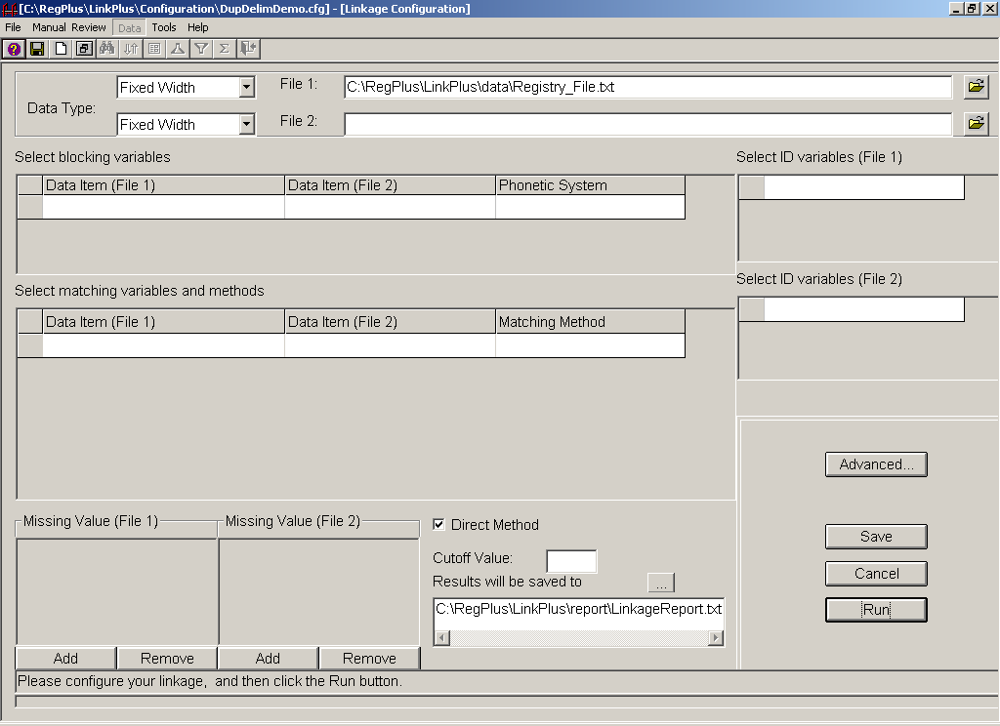 [C:\RegPlus\LinkPlus\Configuration\DupDelimDemo.cfg] - [Linkage Configuration]
File Manual Review Data Tools Help
Data Type:
Fixed Width
File 1:
C:\RegPlus\LinkPlus\data\Registry_File.txt
Fixed Width
File 2:
Select blocking variables
Data Item (File 1) Data Item (File 2) Phonetic System
Select ID variables (File 1)
Select ID variables (File 2)
Select matching variables and methods
Data Item (File 1) Data Item (File 2) Matching Method
Missing Value (File 1) Missing Value (File 2)
Add Remove Add Remove
Direct Method
Cutoff Value:
Results will be saved to ...
C:\RegPlus\LinkPlus\report\LinkageReport.txt
Advanced...
Save
Cancel
Run
Please configure your linkage, and then click the Run button.